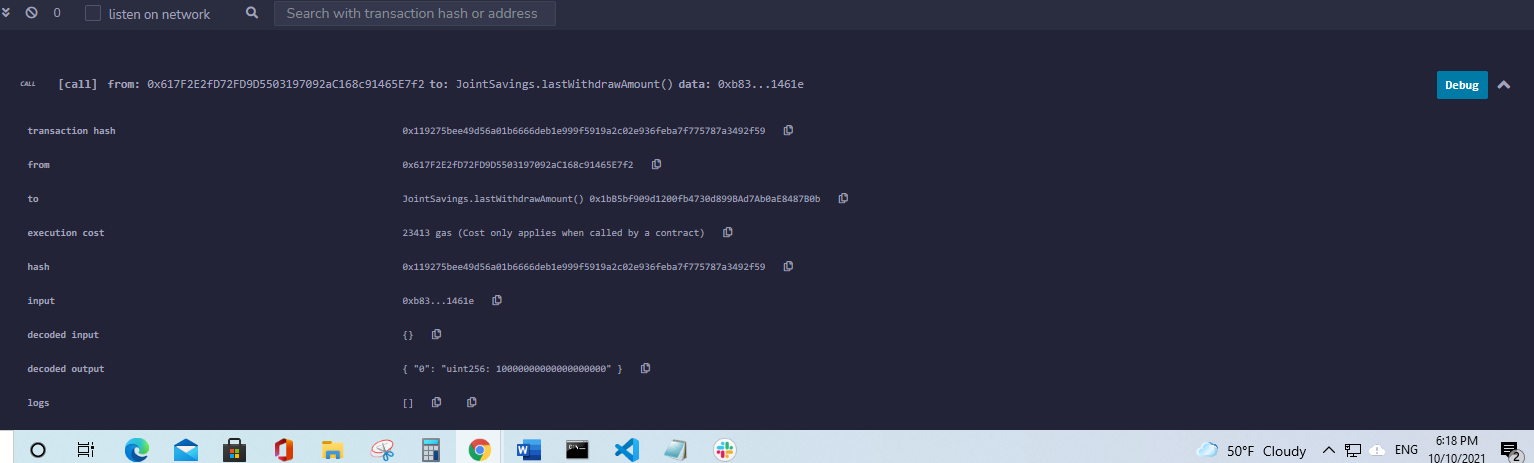 0
listen on network
Search with transaction hash or address
CALL [call] from: 0x617F2E2fD72FD9D5503197092aC168c91465E7f2 to: JointSavings.lastWithdrawAmount() data: 0xb83...1461e
Debug
transaction hash 0x119275bee49d56a01b6666deb1e999f5919a2c02e936feba7f775787a3492f59
from 0x617F2E2fD72FD9D5503197092aC168c91465E7f2
to JointSavings.lastWithdrawAmount() 0x1bB5bf909d1200fb4730d899BAd7Ab0aE8487B0b
execution cost 23413 gas (Cost only applies when called by a contract)
hash 0x119275bee49d56a01b6666deb1e999f5919a2c02e936feba7f775787a3492f59
input 0xb83...1461e
decoded input {}
decoded output { "0": "uint256: 10000000000000000000" }
logs []
50°F Cloudy
ENG
6:18 PM
10/10/2021
2